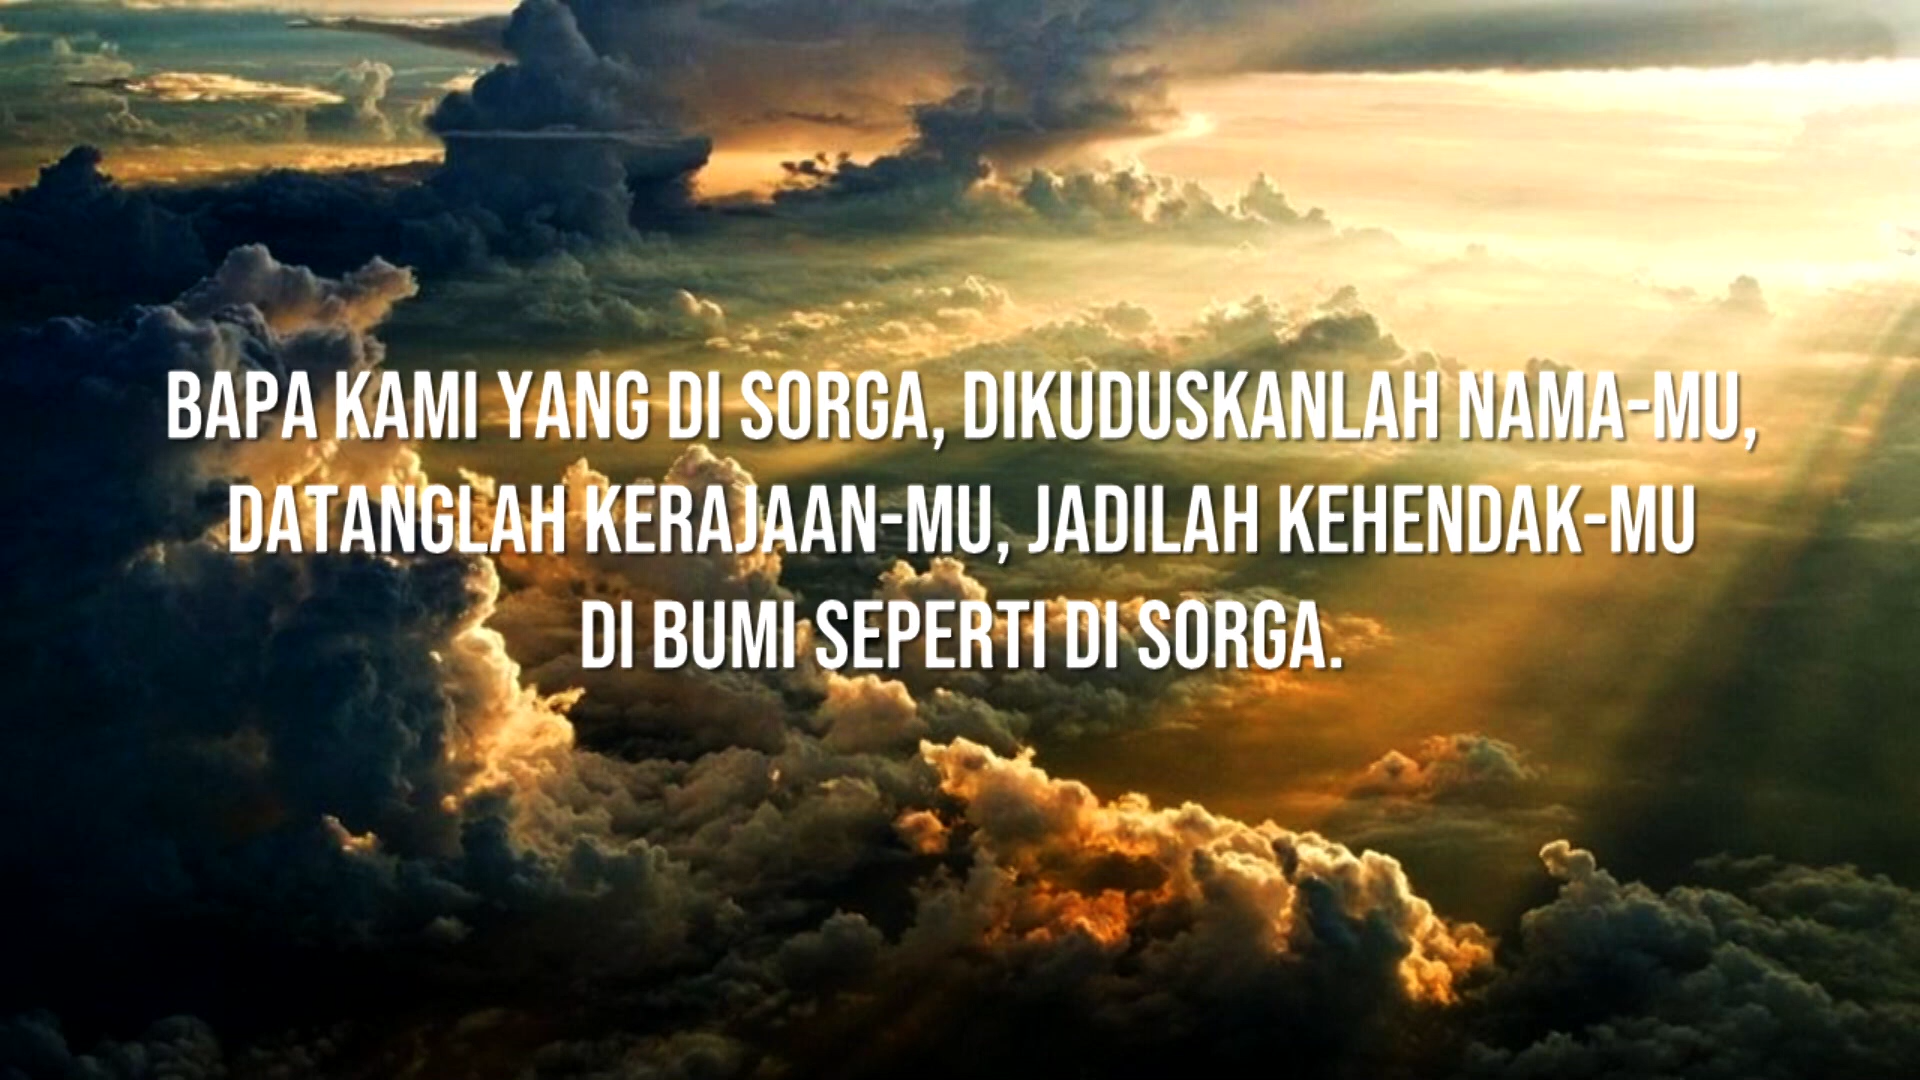 BAPA KAMI YANG DI SORGA, DIKUDUSKANLAH NAMA-MU,
DATANGLAH KERAJAAN-MU, JADILAH KEHENDAK-MU
DI BUMI SEPERTI DI SORGA.